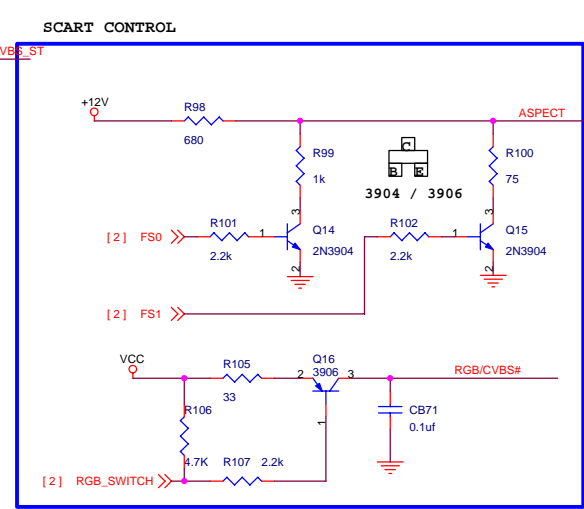 SCART CONTROL
VBS_ST
+12V
R98
680
ASPECT
R99
1k
C
B E
3904 / 3906
R100
75
[ 2 ] FS0
R101
2.2k
1
3
2
Q14
2N3904
R102
2.2k
1
3
2
Q15
2N3904
[ 2 ] FS1
VCC
R105
33
Q16
3906
2
3
1
RGB/CVBS#
R106
4.7K
CB71
0.1uf
R107 2.2k
[ 2 ] RGB_SWITCH